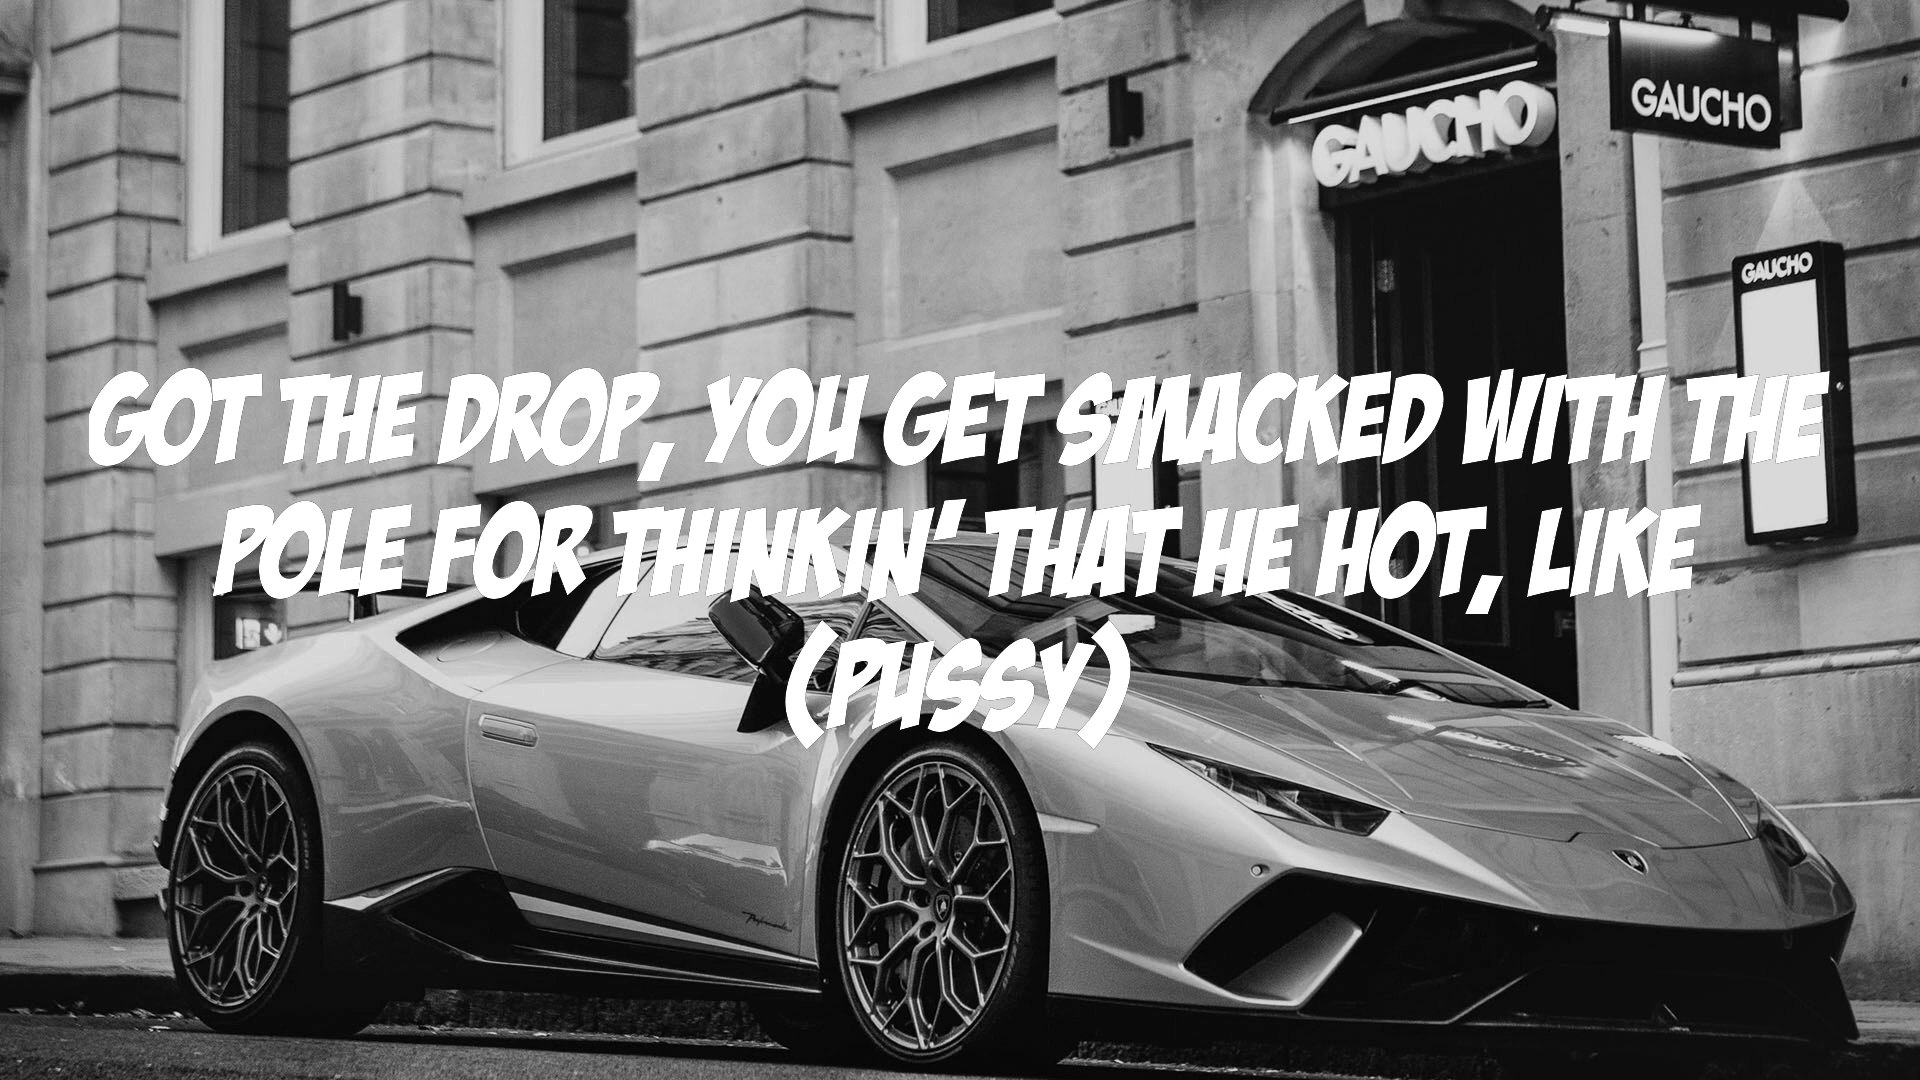 GAUCHO
GAUCHO
GAUCHO
GOT THE DROP, YOU GET SMACKED WITH THE
POLE FOR THINKIN' THAT HE HOT, LIKE
(PUSSY)
Performante